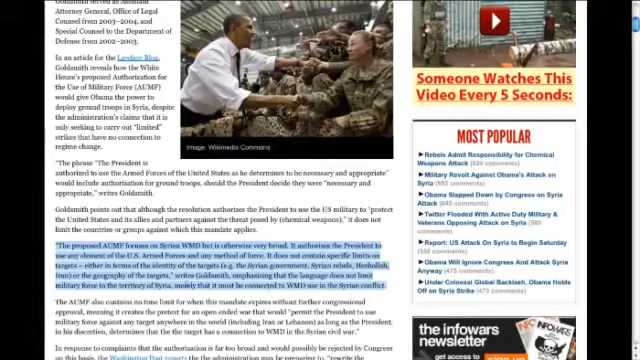 Goldsmith served as Assistant
Attorney General, Office of Legal
Counsel from 2003–2004, and
Special Counsel to the Department of
Defense from 2002–2003.
In an article for the Lawfare Blog,
Goldsmith reveals how the White
House's proposed Authorization for
the Use of Military Force (AUMF)
would give Obama the power to
deploy ground troops in Syria, despite
the administration's claims that it is
only seeking to carry out "limited"
strikes that have no connection to
regime change.
Image: Wikimedia Commons
"The phrase "The President is
authorized to use the Armed Forces of the United States as he determines to be necessary and appropriate"
would include authorization for ground troops, should the President decide they were "necessary and
appropriate," writes Goldsmith.
Goldsmith points out that although the resolution authorizes the President to use the US military to "protect
the United States and its allies and partners against the threat posed by (chemical weapons)," it does not
limit the countries or groups against which this mandate applies.
"The proposed AUMF focuses on Syrian WMD but is otherwise very broad. It authorizes the President to
use any element of the U.S. Armed Forces and any method of force. It does not contain specific limits on
targets – either in terms of the identity of the targets (e.g. the Syrian government, Syrian rebels, Hezbollah,
Iran) or the geography of the targets," writes Goldsmith, emphasizing that the language does not limit
military force to the territory of Syria, merely that it must be connected to WMD use in the Syrian conflict.
The AUMF also contains no time limit for when this mandate expires without further congressional
approval, meaning it creates the pretext for an open ended war that would "permit the President to use
military force against any target anywhere in the world (including Iran or Lebanon) as long as the President,
in his discretion, determines that the the target has a connection to WMD in the Syrian civil war."
In response to complaints that the authorization is far too broad and would possibly be rejected by Congress
on this basis, the Washington Post reports the administration may be preparing to, "rewrite the
Someone Watches This
Video Every 5 Seconds:
MOST POPULAR
Rebels Admit Responsibility for Chemical
Weapons Attack
Military Revolt Against Obama's Attack on
Syria
Obama Slapped Down by Congress on Syria
Attack
Twitter Flooded With Active Duty Military &
Veterans Opposing Attack on Syria
comments)
Report: US Attack On Syria to Begin Saturday
comments)
Obama Will Ignore Congress And Attack Syria
Anyway (475 comments)
Under Colossal Global Backlash, Obama Holds
Off on Syria Strike
the infowars
newsletter
get access to
sign up
INFOWARS